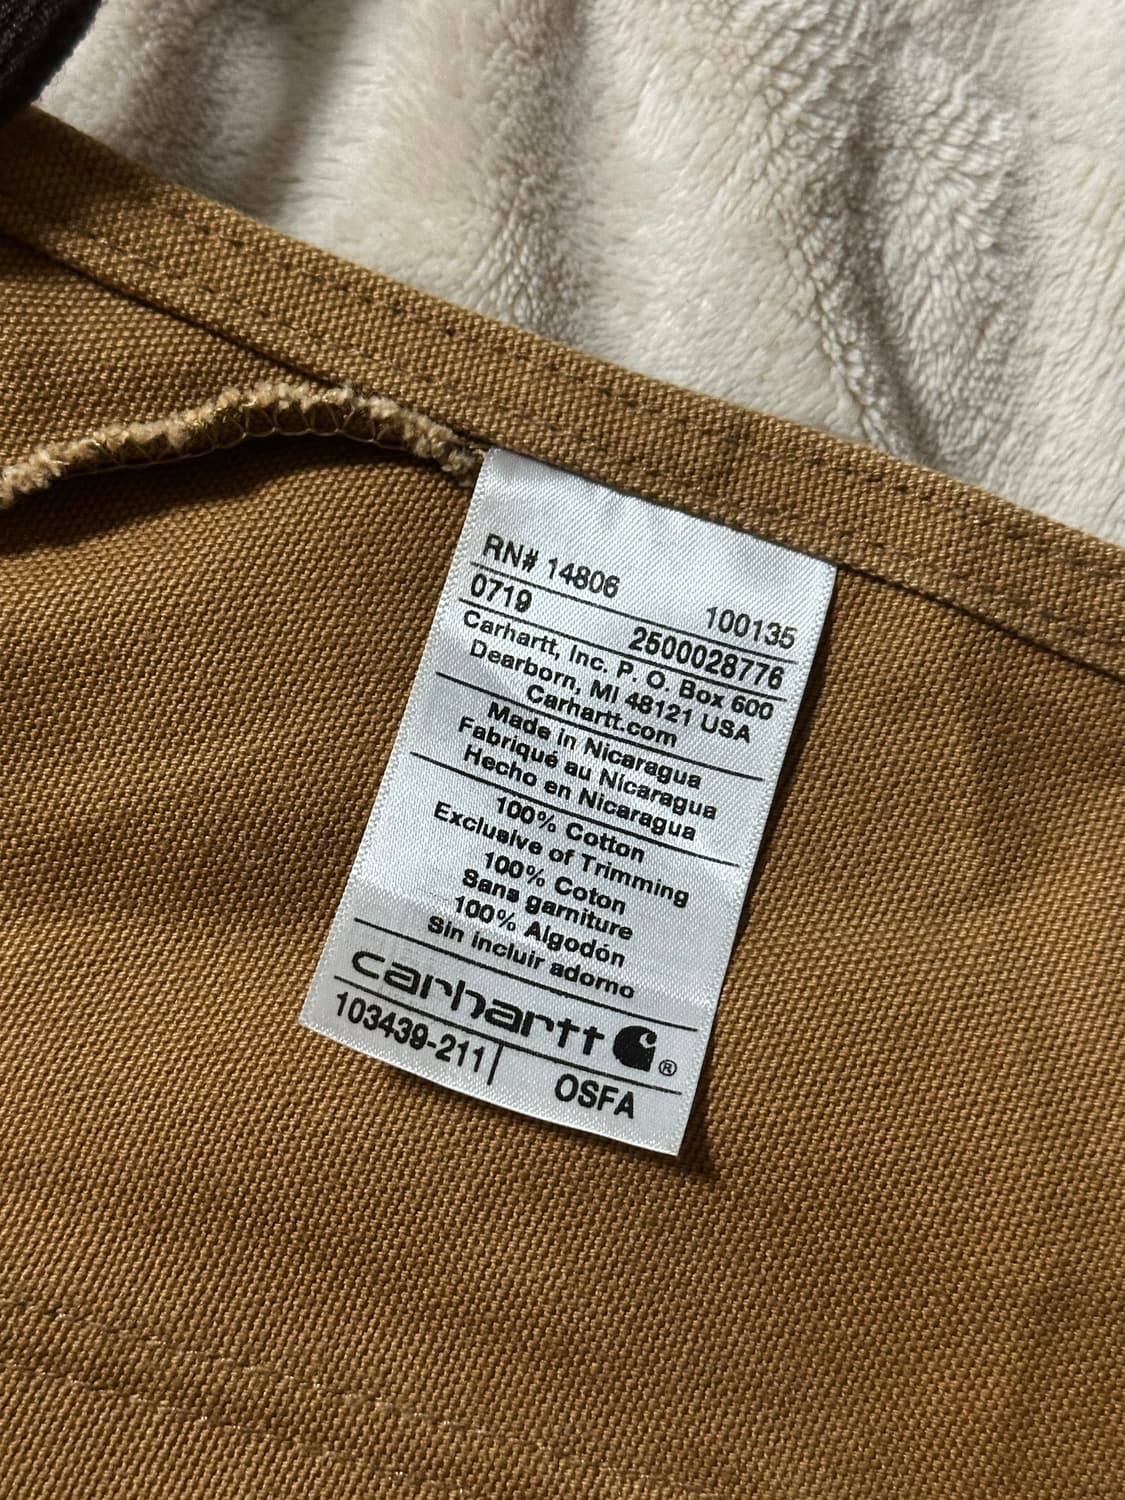 RN# 14806
100135
0719
2500028776
Carhartt, Inc. P. O. Box 600
Dearborn, MI 48121 USA
Carhartt.com
Made in Nicaragua
Fabriqué au Nicaragua
Hecho en Nicaragua
100% Cotton
Exclusive of Trimming
100% Coton
Sans garniture
100% Algodón
Sin incluir adorno
carhartt ®
103439-211 OSFA